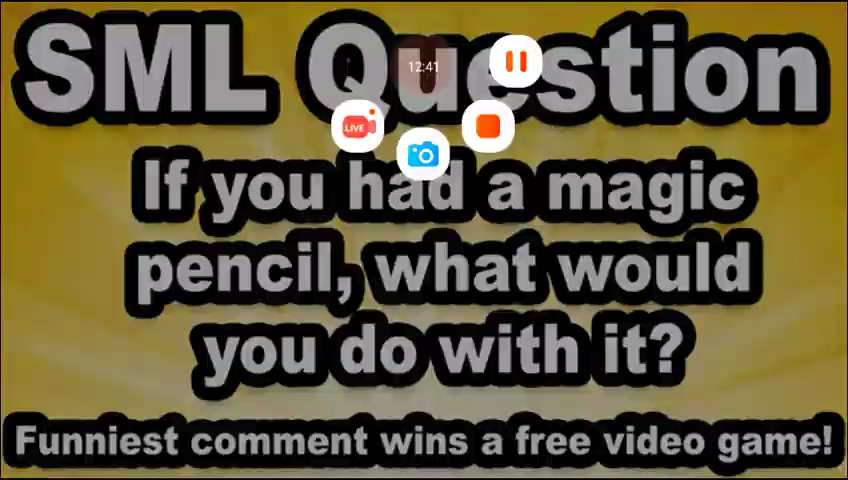 SML Question
12:41
LIVE
If you had a magic
pencil, what would
you do with it?
Funniest comment wins a free video game!